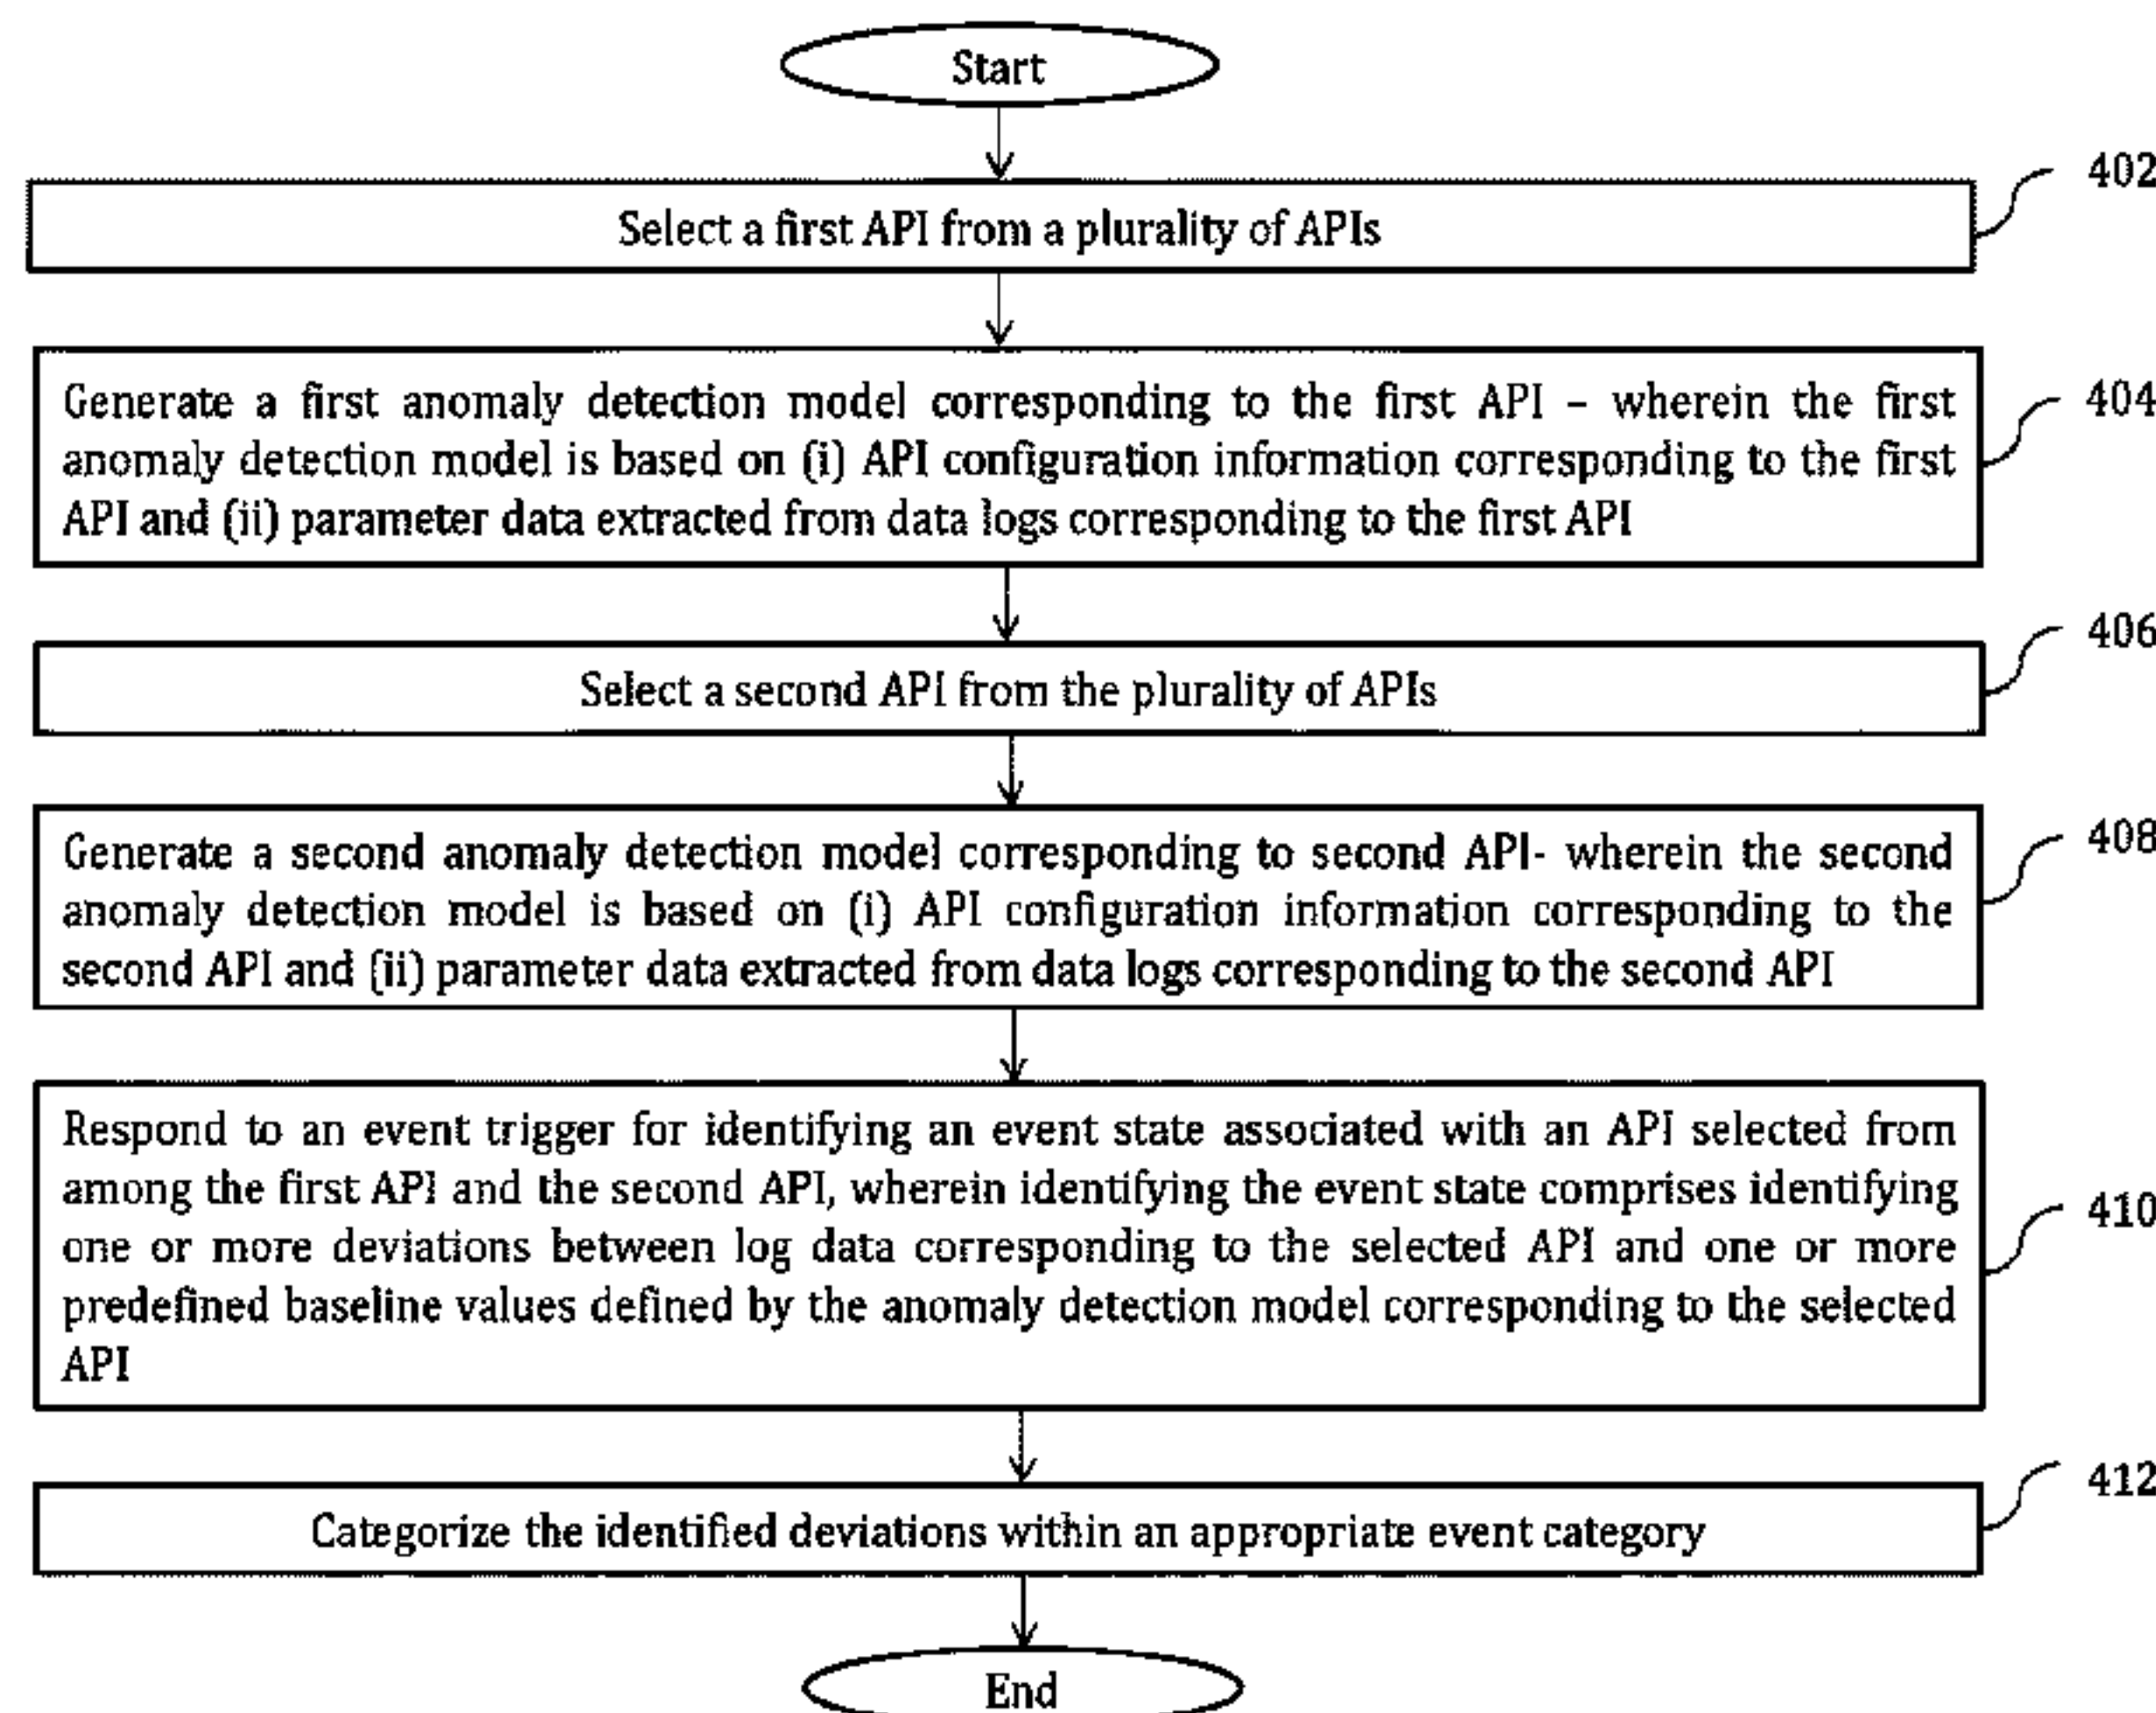 Start
402
Select a first API from a plurality of APIs
404
Generate a first anomaly detection model corresponding to the first API – wherein the first
anomaly detection model is based on (i) API configuration information corresponding to the first
API and (ii) parameter data extracted from data logs corresponding to the first API
406
Select a second API from the plurality of APIs
408
Generate a second anomaly detection model corresponding to second API- wherein the second
anomaly detection model is based on (i) API configuration information corresponding to the
second API and (ii) parameter data extracted from data logs corresponding to the second API
Respond to an event trigger for identifying an event state associated with an API selected from
among the first API and the second API, wherein identifying the event state comprises identifying
410
one or more deviations between log data corresponding to the selected API and one or more
predefined baseline values defined by the anomaly detection model corresponding to the selected
API
412
Categorize the identified deviations within an appropriate event category
End